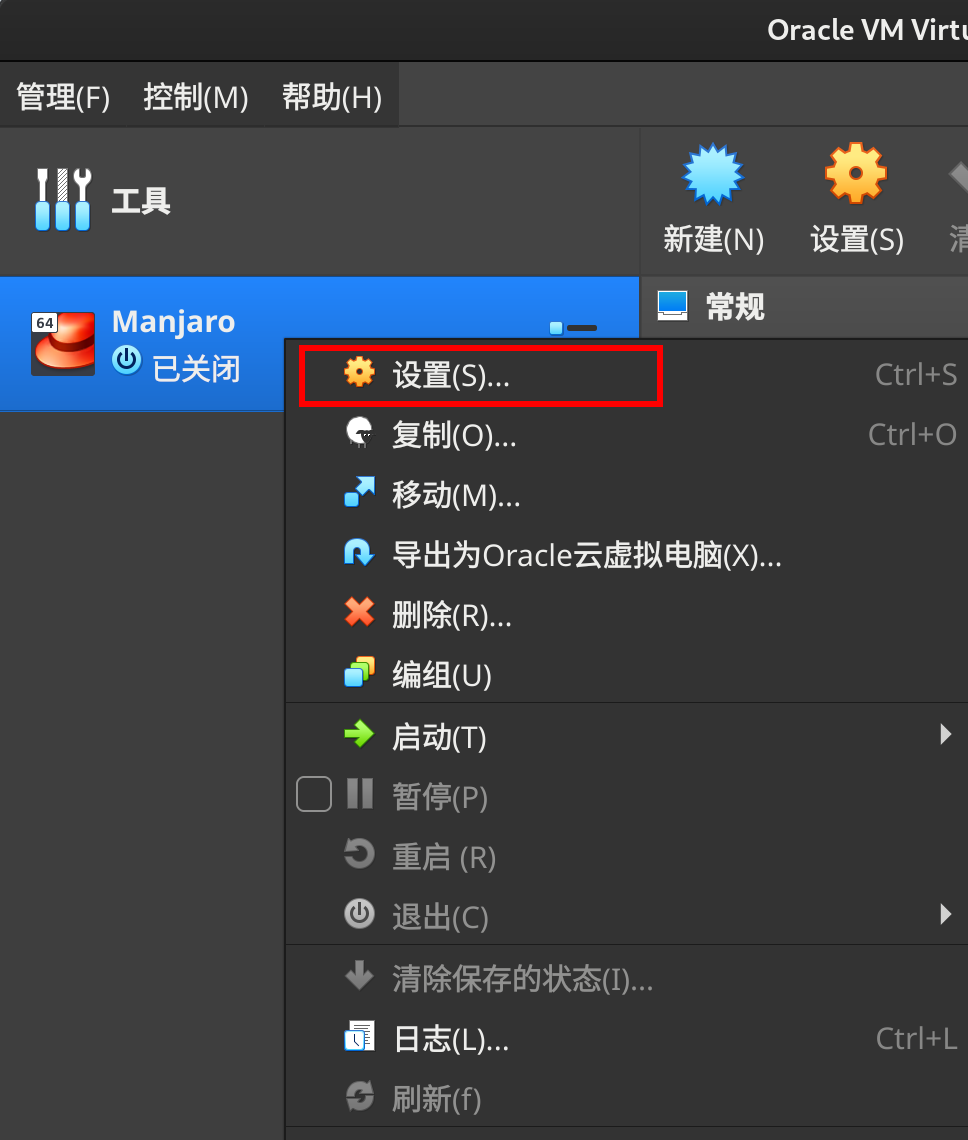 Oracle VM Virtu
管理(F) 控制(M) 帮助(H)
工具
新建(N) 设置(S) 清
64 Manjaro
已关闭
常规
设置(S)... Ctrl+S
复制(O)... Ctrl+O
移动(M)...
导出为Oracle云虚拟电脑(X)...
删除(R)...
编组(U)
启动(T)
暂停(P)
重启 (R)
退出(C)
清除保存的状态(I)...
日志(L)... Ctrl+L
刷新(f)